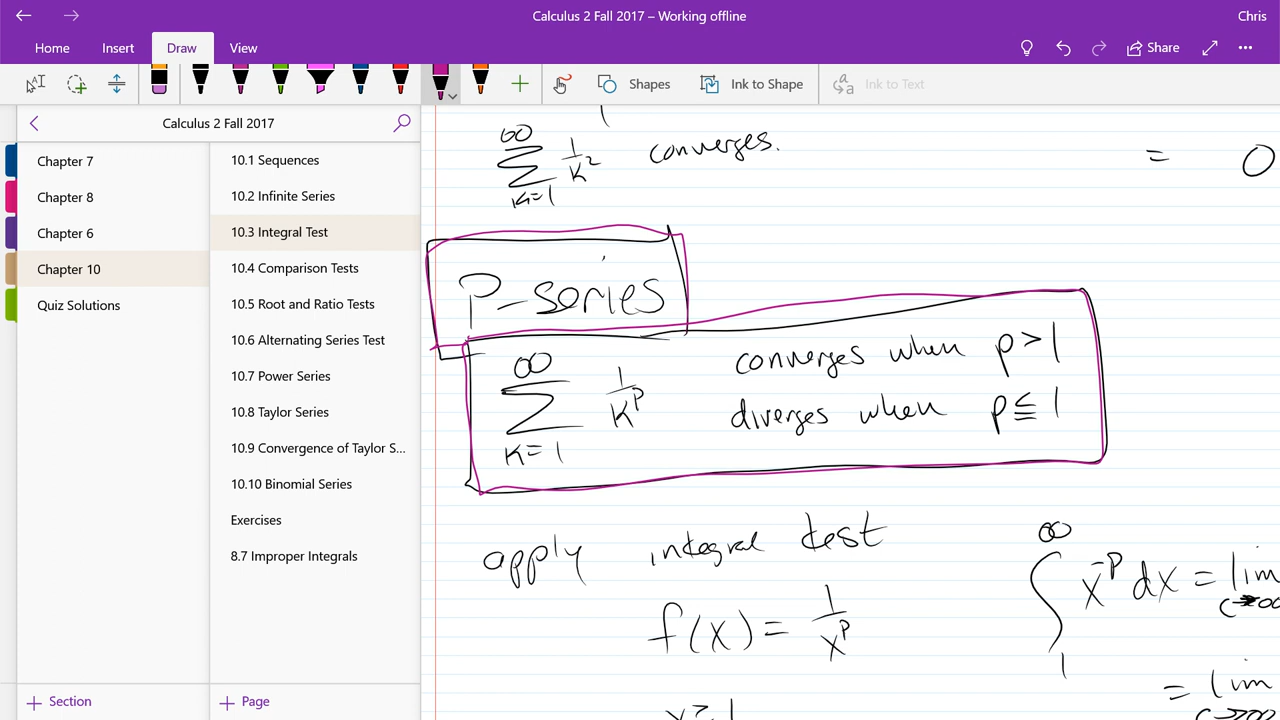 Calculus 2 Fall 2017 – Working offline
Chris
Home Insert Draw View
Share
Shapes Ink to Shape Ink to Text
Calculus 2 Fall 2017
Chapter 7
Chapter 8
Chapter 6
Chapter 10
Quiz Solutions
10.1 Sequences
10.2 Infinite Series
10.3 Integral Test
10.4 Comparison Tests
10.5 Root and Ratio Tests
10.6 Alternating Series Test
10.7 Power Series
10.8 Taylor Series
10.9 Convergence of Taylor S...
10.10 Binomial Series
Exercises
8.7 Improper Integrals
Section
Page
∞
∑ 1/K² converges.
K=1
= 0
P-series
∞
∑ 1/K^p converges when p > 1
K=1 diverges when p ≦ 1
apply integral test
f(x) = 1/x^p
∫₁^∞ x^-p dx = lim
c→∞
= lim
c→∞